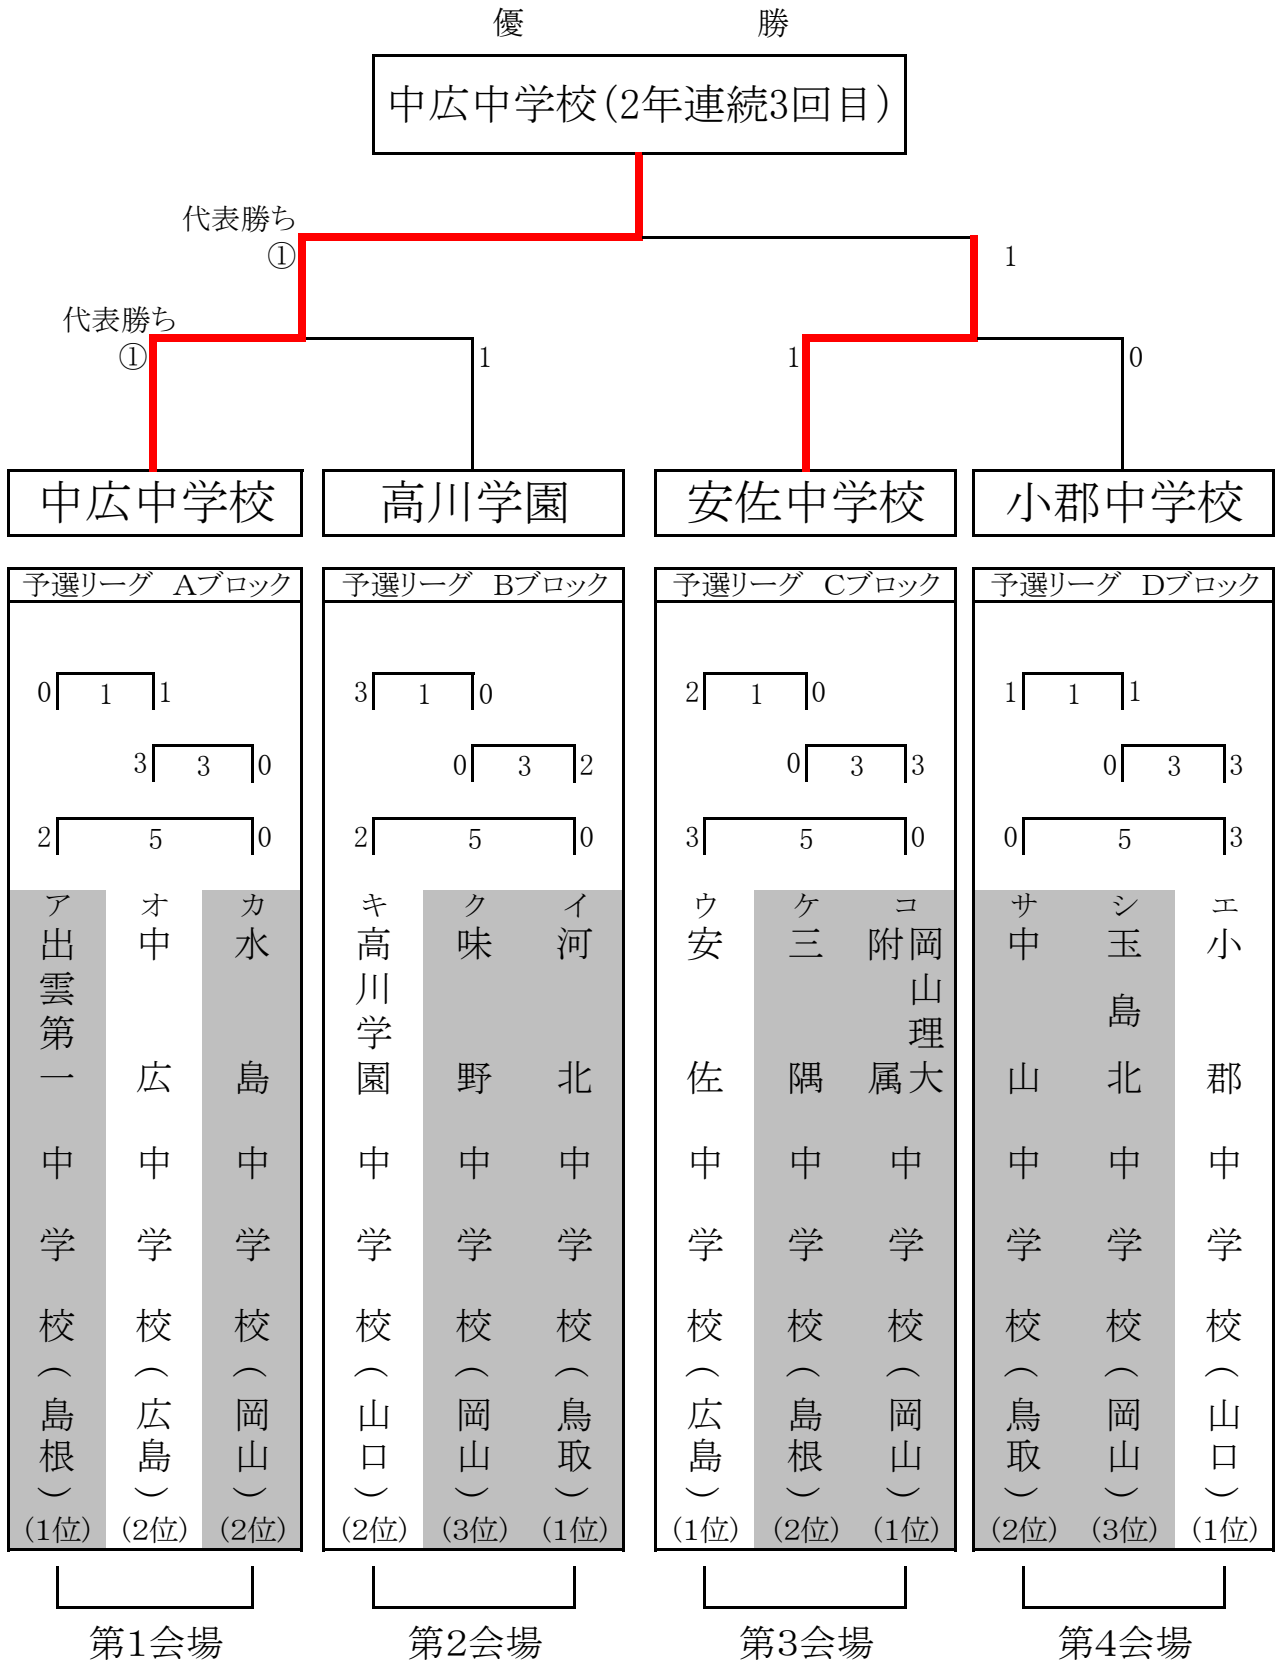 優 勝
中広中学校(2年連続3回目)
代表勝ち
① 1
代表勝ち
① 1 1 0
中広中学校 高川学園 安佐中学校 小郡中学校
予選リーグ Aブロック
0 1 1
3 3 0
2 5 0
ア出雲第一中学校(島根)(1位)
オ中広中学校(広島)(2位)
カ水島中学校(岡山)(2位)
第1会場
予選リーグ Bブロック
3 1 0
0 3 2
2 5 0
キ高川学園中学校(山口)(2位)
ク味野中学校(岡山)(3位)
イ河北中学校(鳥取)(1位)
第2会場
予選リーグ Cブロック
2 1 0
0 3 3
3 5 0
ウ安佐中学校(広島)(1位)
ケ三隅中学校(島根)(2位)
コ岡山理大附属中学校(岡山)(1位)
第3会場
予選リーグ Dブロック
1 1 1
0 3 3
0 5 3
サ中山中学校(鳥取)(2位)
シ玉島北中学校(岡山)(3位)
エ小郡中学校(山口)(1位)
第4会場